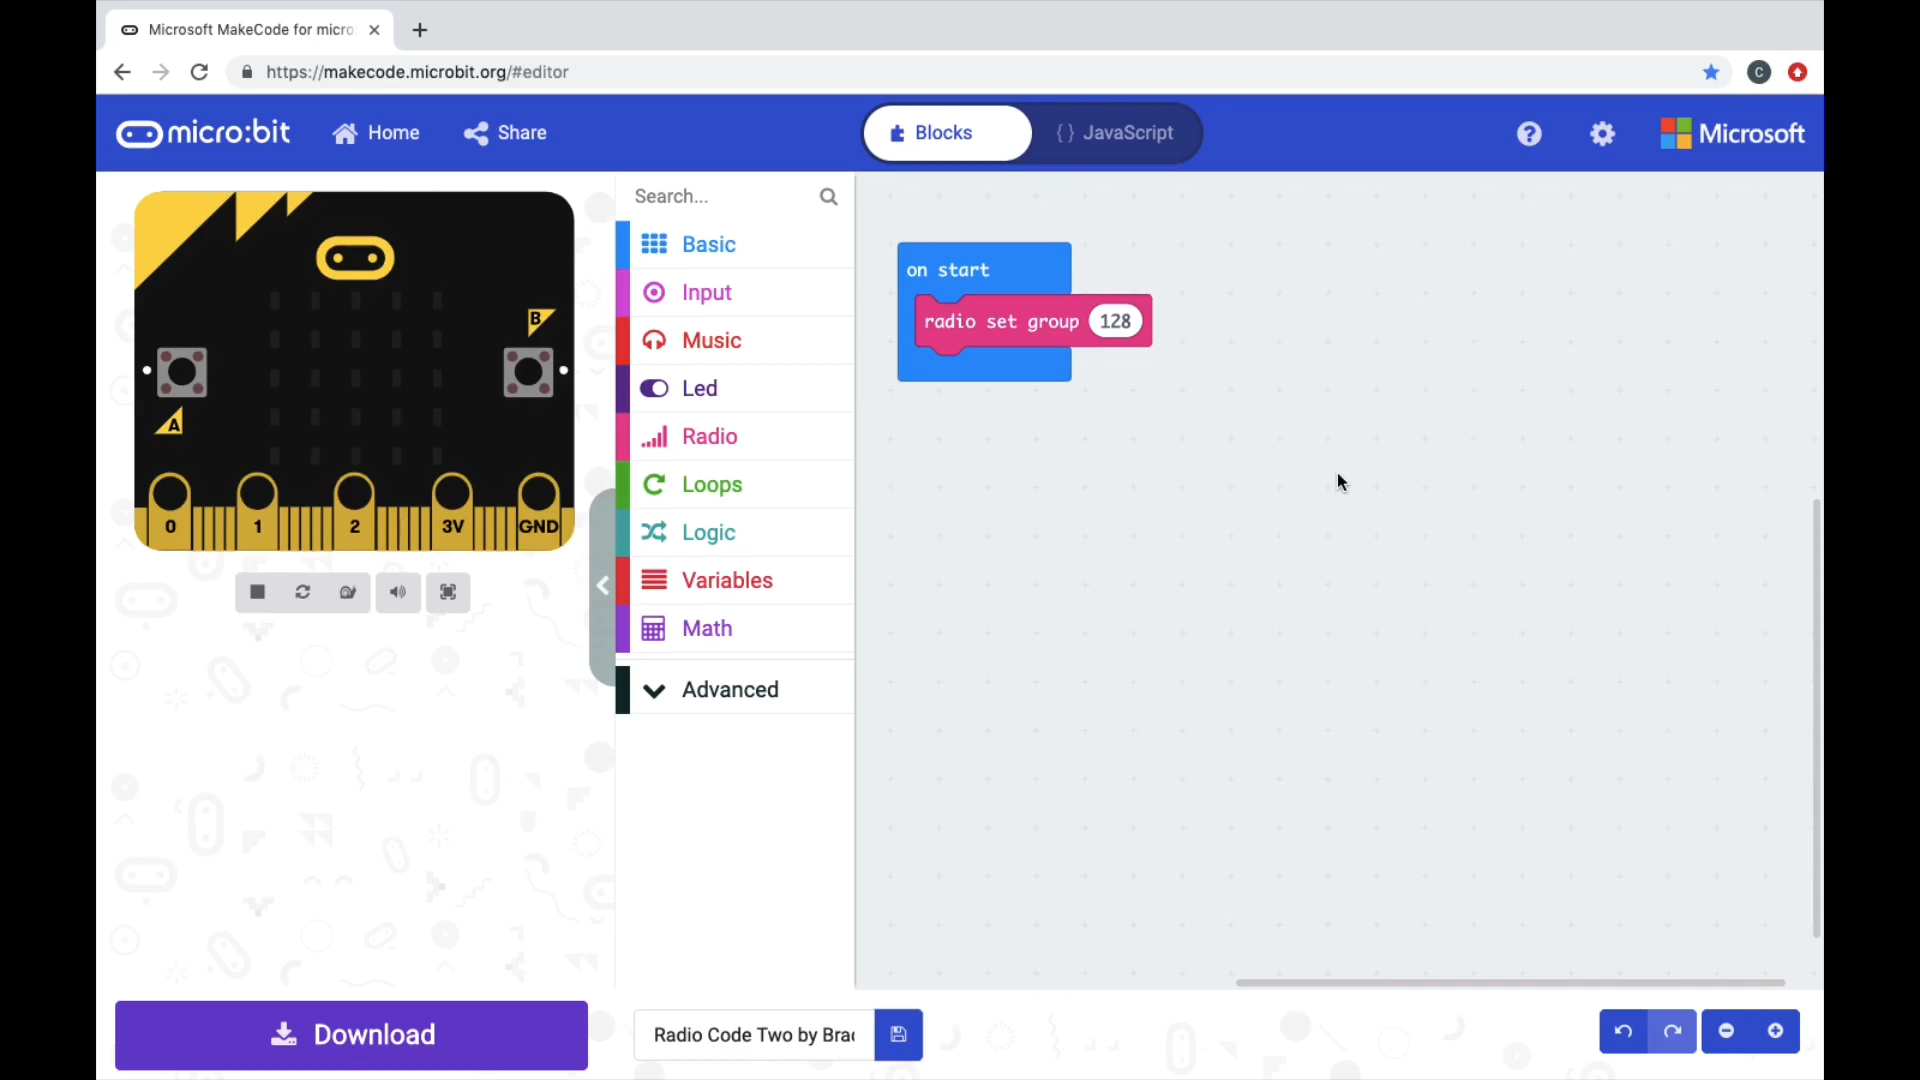 Microsoft MakeCode for micro
https://makecode.microbit.org/#editor
C
micro:bit
Home
Share
Blocks
{} JavaScript
?
Microsoft
Search...
Basic
Input
Music
Led
Radio
Loops
Logic
Variables
Math
Advanced
on start
radio set group 128
B
A
0 1 2 3V GND
Download
Radio Code Two by Brad